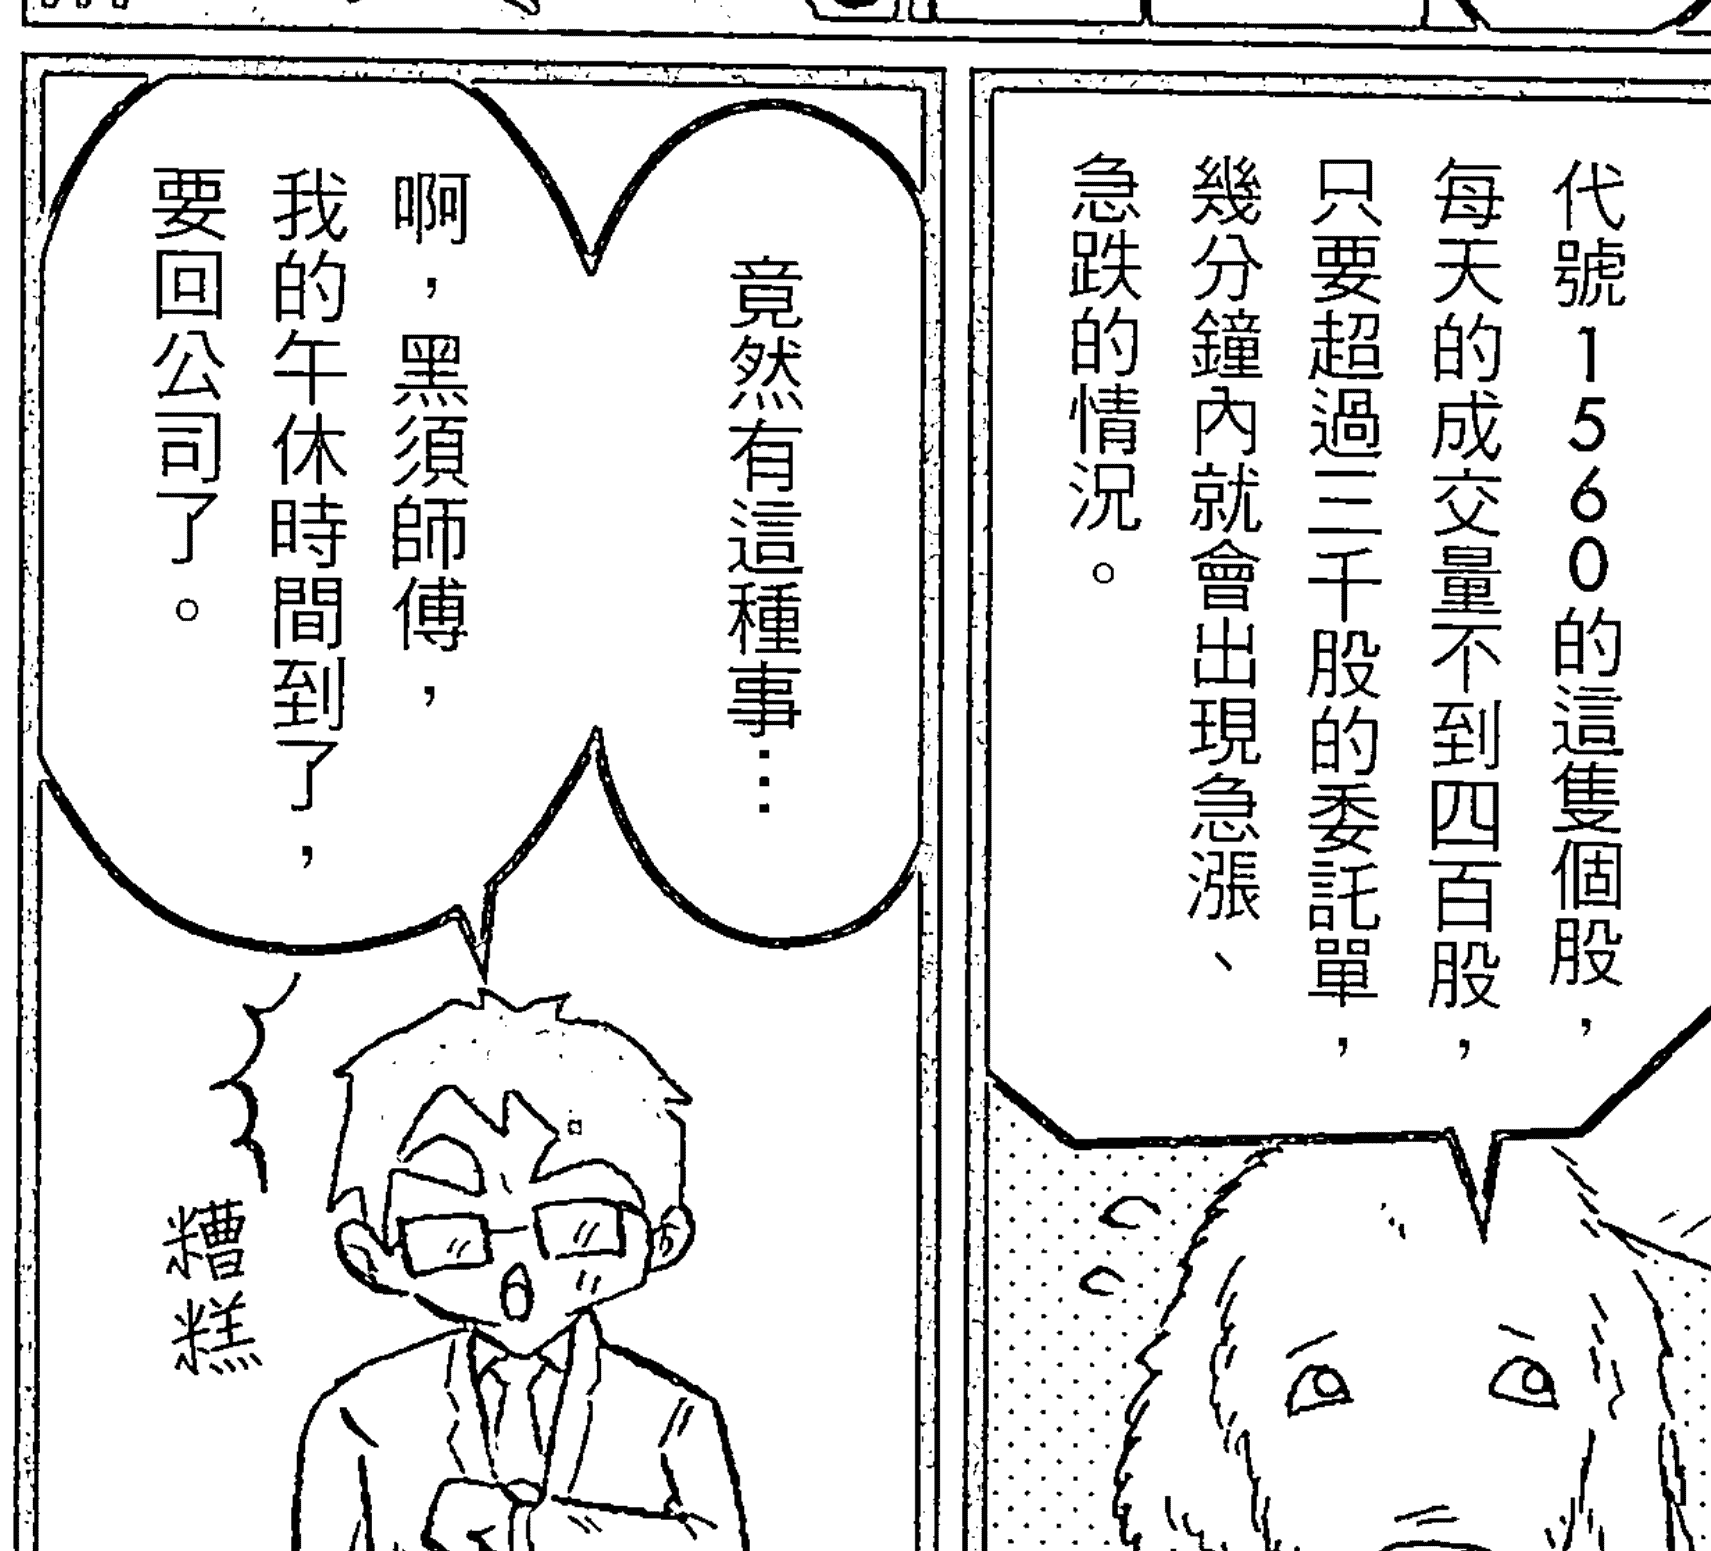 代號1560的這隻個股，
每天的成交量不到四百股，
只要超過三千股的委託單，
幾分鐘內就會出現急漲、
急跌的情況。
竟然有這種事…
啊，黑須師傅，
我的午休時間到了，
要回公司了。
糟糕